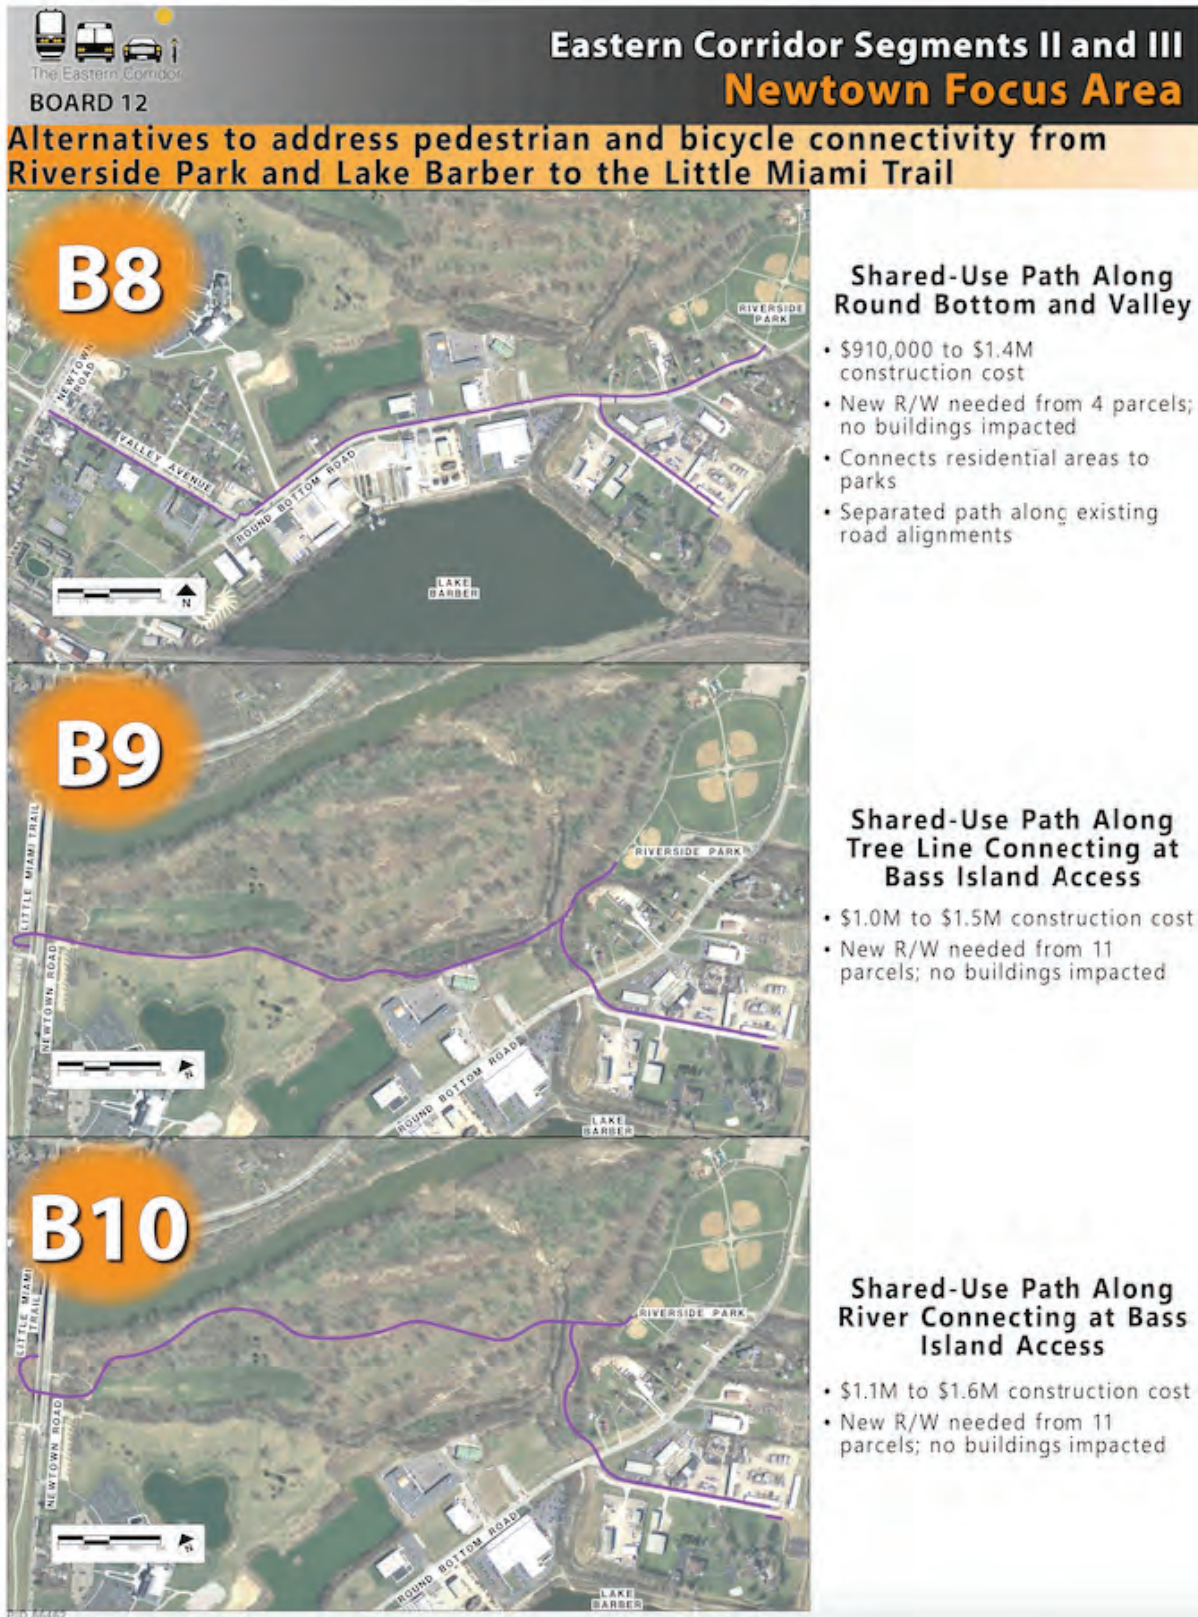 The Eastern Corridor
BOARD 12
Eastern Corridor Segments II and III
Newtown Focus Area
Alternatives to address pedestrian and bicycle connectivity from
Riverside Park and Lake Barber to the Little Miami Trail
B8
NEWTOWN
ROAD
VALLEY AVENUE
ROUND BOTTOM ROAD
RIVERSIDE
PARK
LAKE
BARBER
N
Shared-Use Path Along
Round Bottom and Valley
• $910,000 to $1.4M
construction cost
• New R/W needed from 4 parcels;
no buildings impacted
• Connects residential areas to
parks
• Separated path along existing
road alignments
B9
LITTLE MIAMI TRAIL
NEWTOWN ROAD
RIVERSIDE PARK
ROUND BOTTOM ROAD
LAKE
BARBER
N
Shared-Use Path Along
Tree Line Connecting at
Bass Island Access
• $1.0M to $1.5M construction cost
• New R/W needed from 11
parcels; no buildings impacted
B10
LITTLE MIAMI
TRAIL
NEWTOWN ROAD
RIVERSIDE PARK
ROUND BOTTOM ROAD
LAKE
BARBER
N
Shared-Use Path Along
River Connecting at Bass
Island Access
• $1.1M to $1.6M construction cost
• New R/W needed from 11
parcels; no buildings impacted